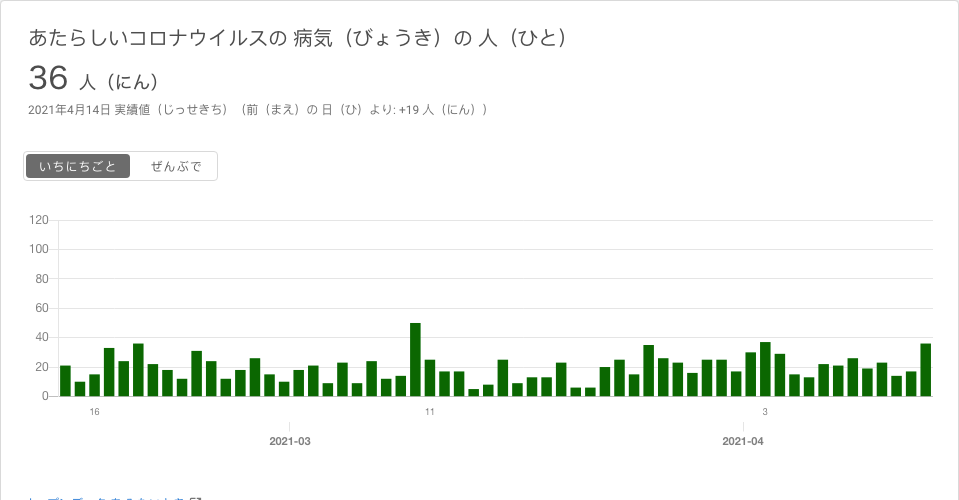 あたらしいコロナウイルスの 病気（びょうき）の 人（ひと）
36 人（にん）
2021年4月14日 実績値（じっせきち）（前（まえ）の 日（ひ）より: +19 人（にん））
いちにちごと ぜんぶで
120
100
80
60
40
20
0
16 11 3
2021-03 2021-04